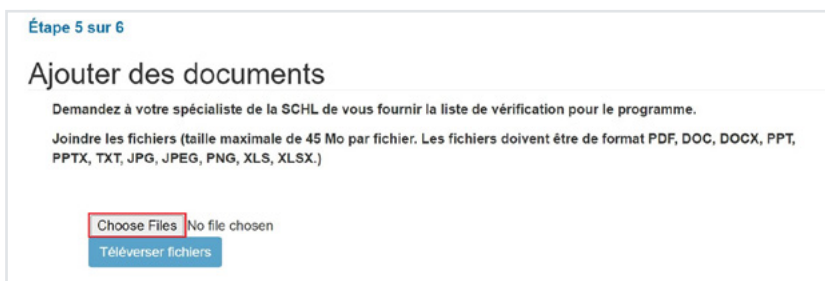 Étape 5 sur 6
Ajouter des documents
Demandez à votre spécialiste de la SCHL de vous fournir la liste de vérification pour le programme.
Joindre les fichiers (taille maximale de 45 Mo par fichier. Les fichiers doivent être de format PDF, DOC, DOCX, PPT,
PPTX, TXT, JPG, JPEG, PNG, XLS, XLSX.)
Choose Files No file chosen
Téléverser fichiers